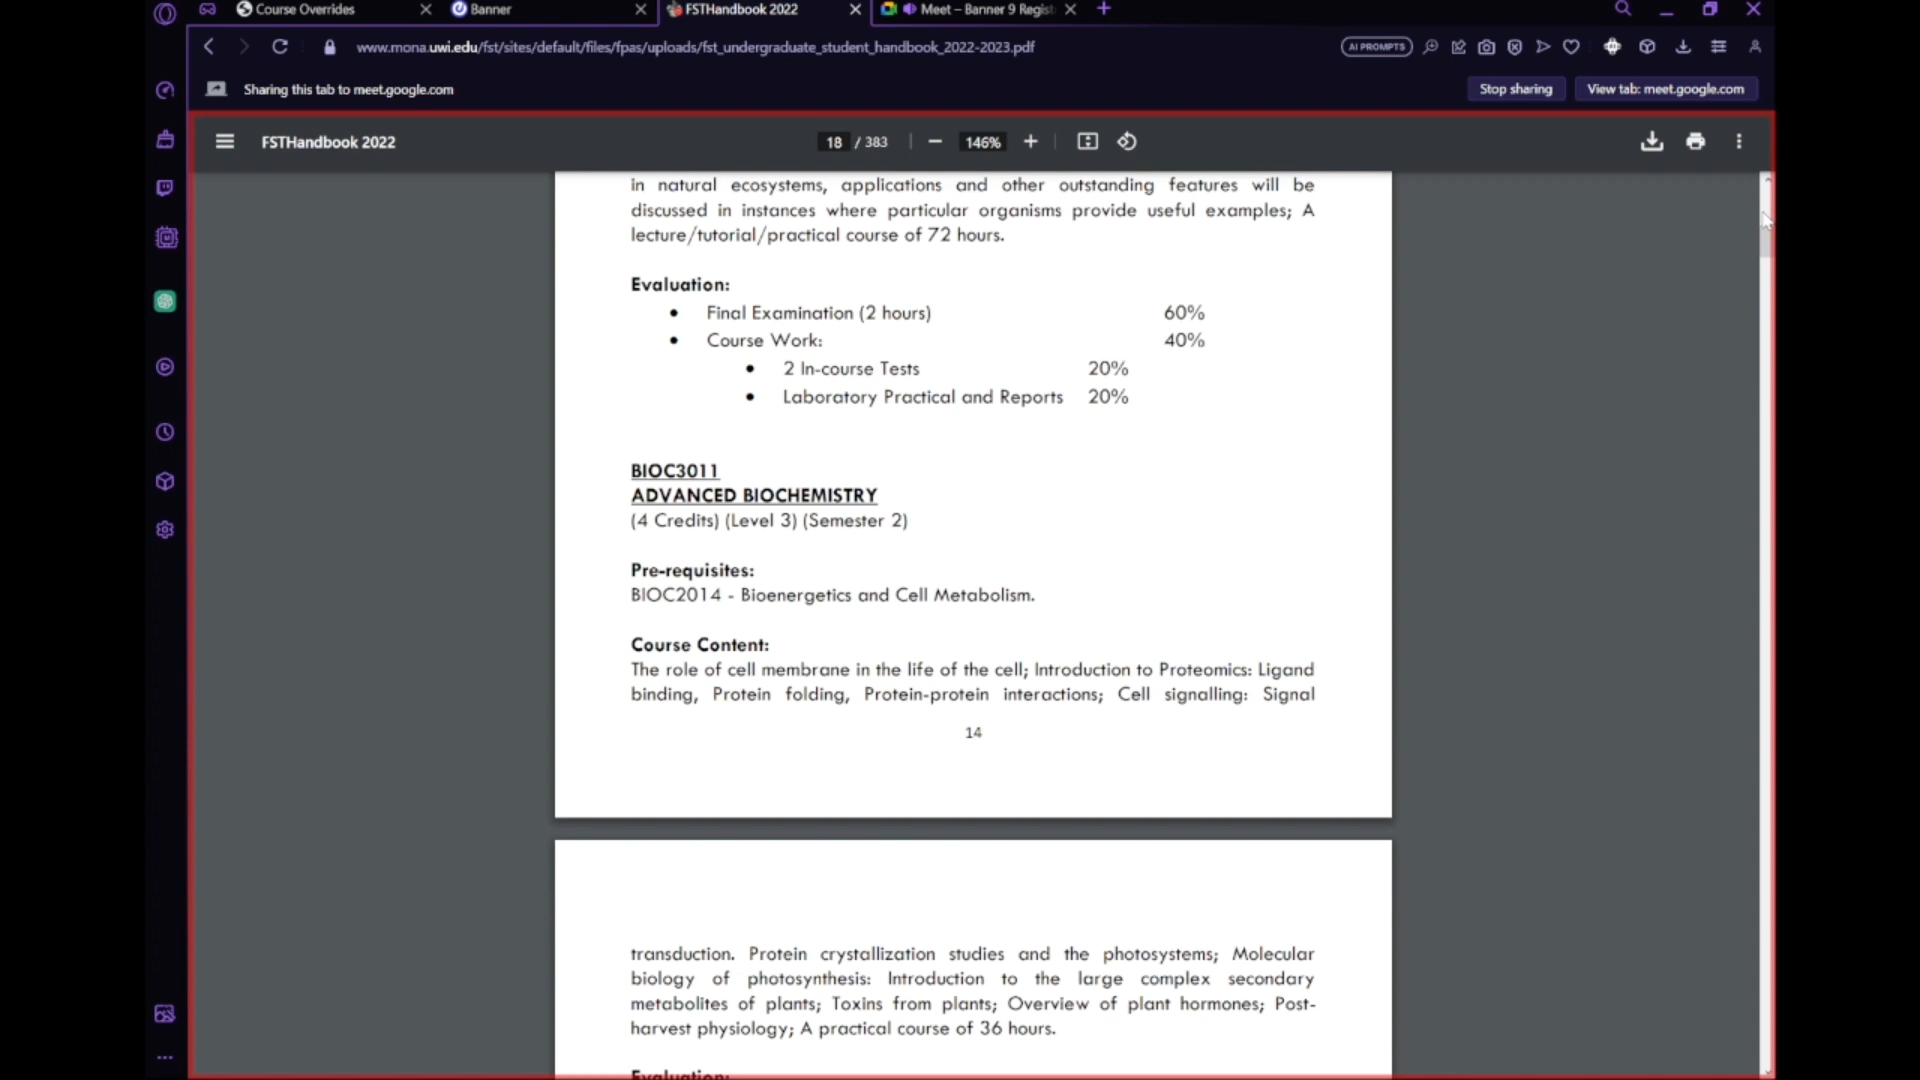 Course Overrides
Banner
FSTHandbook 2022
Meet – Banner 9 Regist
www.mona.uwi.edu/fst/sites/default/files/fpas/uploads/fst_undergraduate_student_handbook_2022-2023.pdf
AI PROMPTS
Sharing this tab to meet.google.com
Stop sharing
View tab: meet.google.com
FSTHandbook 2022
18 / 383
146%
in natural ecosystems, applications and other outstanding features will be
discussed in instances where particular organisms provide useful examples; A
lecture/tutorial/practical course of 72 hours.
Evaluation:
• Final Examination (2 hours) 60%
• Course Work: 40%
• 2 In-course Tests 20%
• Laboratory Practical and Reports 20%
BIOC3011
ADVANCED BIOCHEMISTRY
(4 Credits) (Level 3) (Semester 2)
Pre-requisites:
BIOC2014 - Bioenergetics and Cell Metabolism.
Course Content:
The role of cell membrane in the life of the cell; Introduction to Proteomics: Ligand
binding, Protein folding, Protein-protein interactions; Cell signalling: Signal
14
transduction. Protein crystallization studies and the photosystems; Molecular
biology of photosynthesis: Introduction to the large complex secondary
metabolites of plants; Toxins from plants; Overview of plant hormones; Post-
harvest physiology; A practical course of 36 hours.
Evaluation: